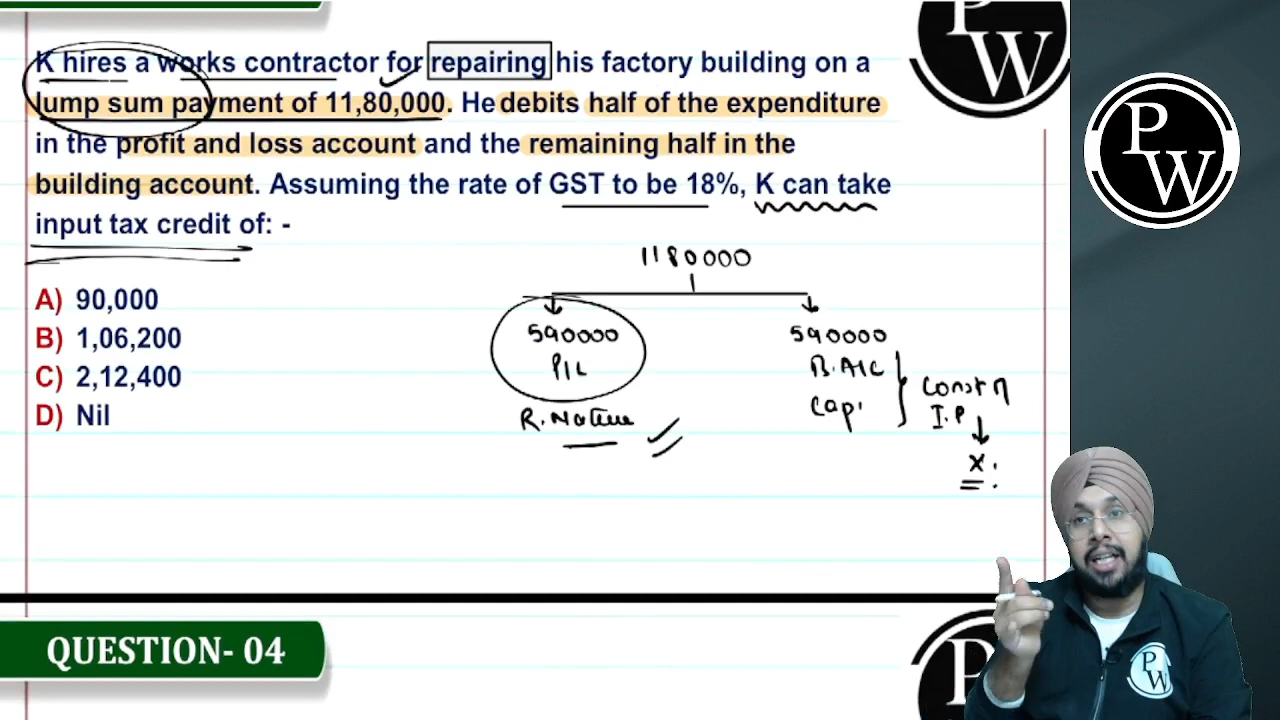 K hires a works contractor for repairing his factory building on a
lump sum payment of 11,80,000. He debits half of the expenditure
in the profit and loss account and the remaining half in the
building account. Assuming the rate of GST to be 18%, K can take
input tax credit of: -
A) 90,000
B) 1,06,200
C) 2,12,400
D) Nil
1180000
590000
P/L
R. Nature
590000
B. A/C
Cap.
Constn
I.P
X
QUESTION- 04
P
W
P
W
P
W
P